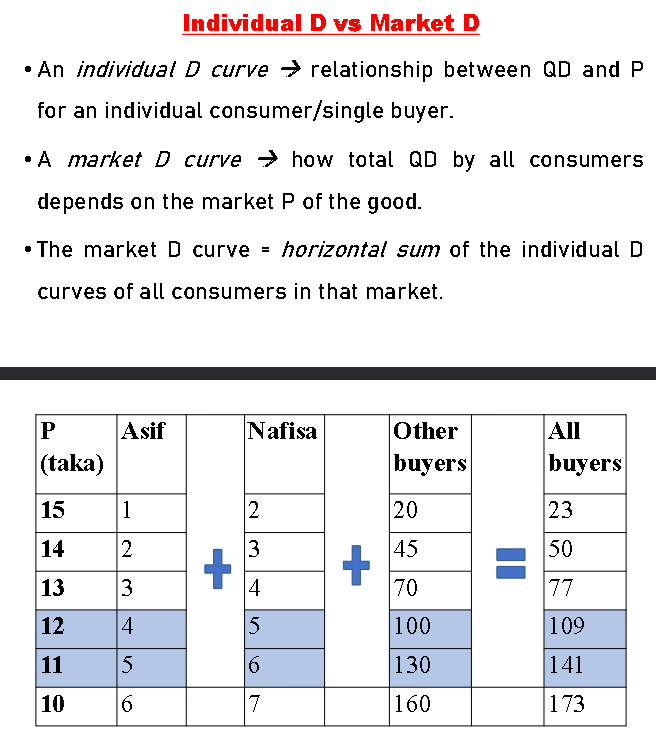 Individual D vs Market D
• An individual D curve → relationship between QD and P
for an individual consumer/single buyer.
• A market D curve → how total QD by all consumers
depends on the market P of the good.
• The market D curve = horizontal sum of the individual D
curves of all consumers in that market.
P (taka) Asif Nafisa Other buyers All buyers
15 1 2 20 23
14 2 3 45 50
13 3 + 4 + 70 = 77
12 4 5 100 109
11 5 6 130 141
10 6 7 160 173